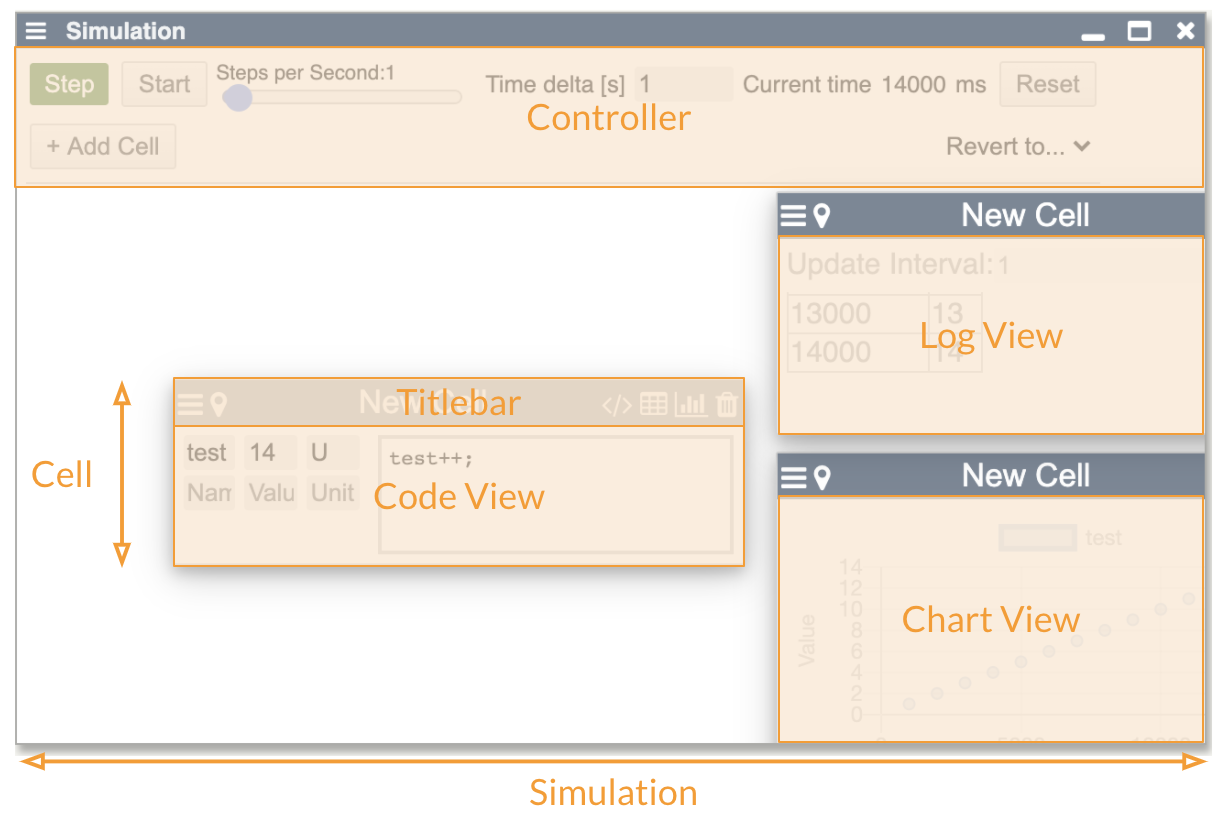 Simulation
Step Start Steps per Second:1 Time delta [s] 1 Current time 14000 ms Reset
Controller
+ Add Cell Revert to...
New Cell
Update Interval: 1
13000 13
14000 14
Log View
New Cell
Titlebar
</>
test 14 U test++;
Nam Valu Unit
Code View
Cell
New Cell
test
14
12
10
8
6
4
2
0
Value
Chart View
0 5000 10000
Simulation